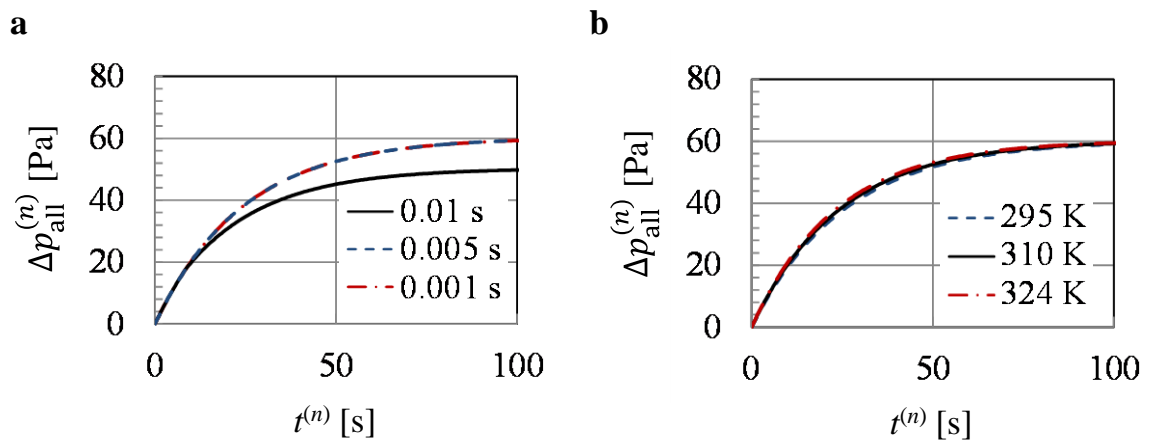 a
80
60
40
20
0
Δp_all^(n) [Pa]
0.01 s
0.005 s
0.001 s
0 50 100
t^(n) [s]
b
80
60
40
20
0
Δp_all^(n) [Pa]
295 K
310 K
324 K
0 50 100
t^(n) [s]